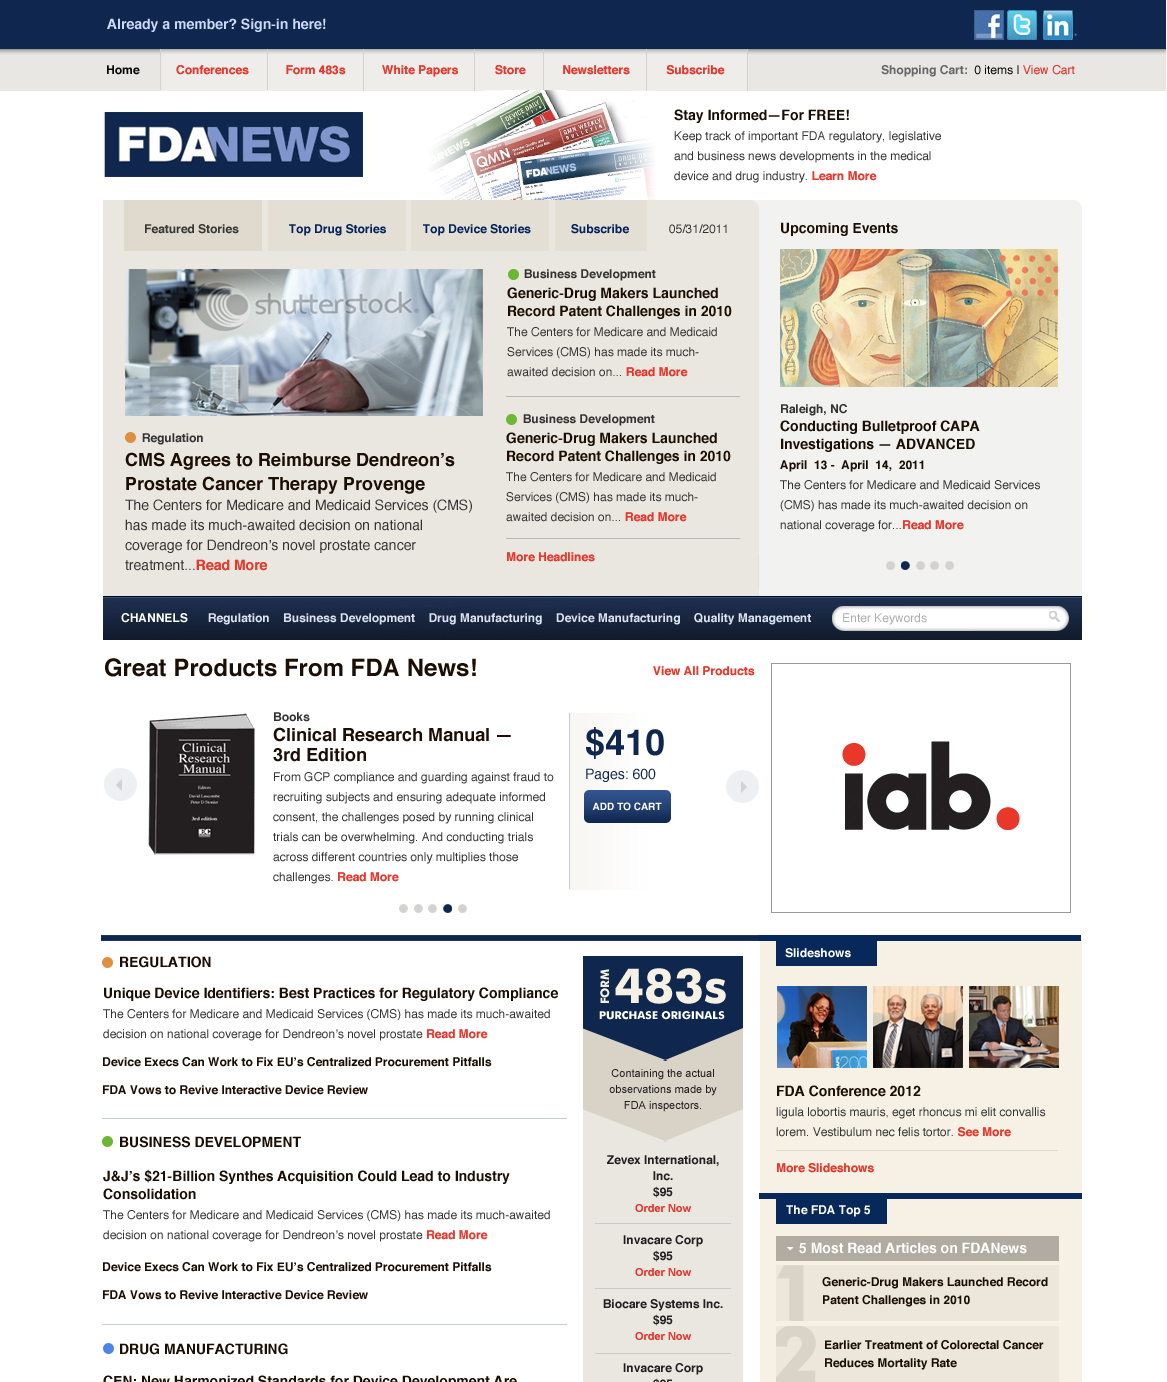 Already a member? Sign-in here!
Home
Conferences
Form 483s
White Papers
Store
Newsletters
Subscribe
Shopping Cart: 0 items I View Cart
FDANEWS
DEVICE DAILY
BULLETIN
QMN WEEKLY
BULLETIN
QMN
FDANEWS
Stay Informed—For FREE!
Keep track of important FDA regulatory, legislative
and business news developments in the medical
device and drug industry. Learn More
Featured Stories
Top Drug Stories
Top Device Stories
Subscribe
05/31/2011
shutterstock.
Regulation
CMS Agrees to Reimburse Dendreon's
Prostate Cancer Therapy Provenge
The Centers for Medicare and Medicaid Services (CMS)
has made its much-awaited decision on national
coverage for Dendreon's novel prostate cancer
treatment...Read More
Business Development
Generic-Drug Makers Launched
Record Patent Challenges in 2010
The Centers for Medicare and Medicaid
Services (CMS) has made its much-
awaited decision on... Read More
Business Development
Generic-Drug Makers Launched
Record Patent Challenges in 2010
The Centers for Medicare and Medicaid
Services (CMS) has made its much-
awaited decision on... Read More
More Headlines
Upcoming Events
Raleigh, NC
Conducting Bulletproof CAPA
Investigations — ADVANCED
April 13 - April 14, 2011
The Centers for Medicare and Medicaid Services
(CMS) has made its much-awaited decision on
national coverage for...Read More
CHANNELS
Regulation
Business Development
Drug Manufacturing
Device Manufacturing
Quality Management
Enter Keywords
Great Products From FDA News!
View All Products
Clinical
Research
Manual
3rd edition
Books
Clinical Research Manual —
3rd Edition
From GCP compliance and guarding against fraud to
recruiting subjects and ensuring adequate informed
consent, the challenges posed by running clinical
trials can be overwhelming. And conducting trials
across different countries only multiplies those
challenges. Read More
$410
Pages: 600
ADD TO CART
iab.
REGULATION
Unique Device Identifiers: Best Practices for Regulatory Compliance
The Centers for Medicare and Medicaid Services (CMS) has made its much-awaited
decision on national coverage for Dendreon's novel prostate Read More
Device Execs Can Work to Fix EU's Centralized Procurement Pitfalls
FDA Vows to Revive Interactive Device Review
BUSINESS DEVELOPMENT
J&J's $21-Billion Synthes Acquisition Could Lead to Industry
Consolidation
The Centers for Medicare and Medicaid Services (CMS) has made its much-awaited
decision on national coverage for Dendreon's novel prostate Read More
Device Execs Can Work to Fix EU's Centralized Procurement Pitfalls
FDA Vows to Revive Interactive Device Review
DRUG MANUFACTURING
CEN: New Harmonized Standards for Device Development Are
FORM 483s
PURCHASE ORIGINALS
Containing the actual
observations made by
FDA inspectors.
Zevex International,
Inc.
$95
Order Now
Invacare Corp
$95
Order Now
Biocare Systems Inc.
$95
Order Now
Invacare Corp
$95
Slideshows
FDA Conference 2012
ligula lobortis mauris, eget rhoncus mi elit convallis
lorem. Vestibulum nec felis tortor. See More
More Slideshows
The FDA Top 5
5 Most Read Articles on FDANews
1
Generic-Drug Makers Launched Record
Patent Challenges in 2010
2
Earlier Treatment of Colorectal Cancer
Reduces Mortality Rate